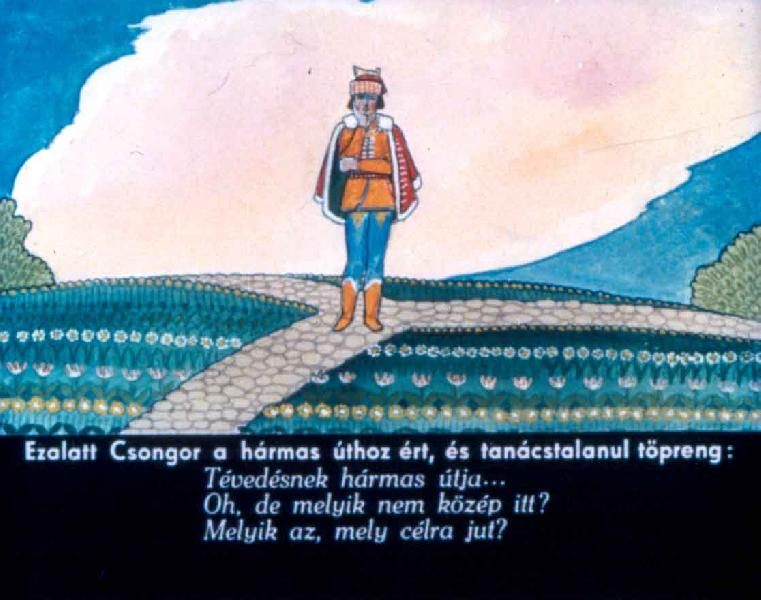 Ezalatt Csongor a hármas úthoz ért, és tanácstalanul töpreng:
Tévedésnek hármas útja...
Oh, de melyik nem közép itt?
Melyik az, mely célra jut?